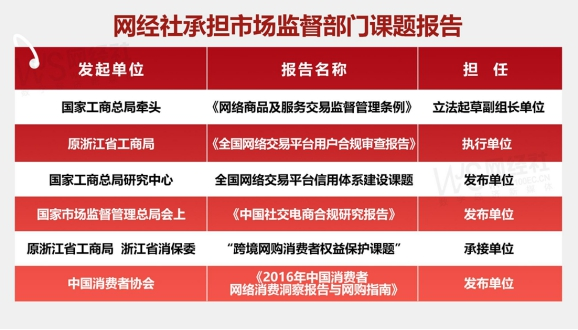 网经社承担市场监督部门课题报告
发起单位 报告名称 担 任
国家工商总局牵头 《网络商品及服务交易监督管理条例》 立法起草副组长单位
原浙江省工商局 《全国网络交易平台用户合规审查报告》 执行单位
国家工商总局研究中心 全国网络交易平台信用体系建设课题 发布单位
国家市场监督管理总局会上 《中国社交电商合规研究报告》 发布单位
原浙江省工商局 浙江省消保委 “跨境网购消费者权益保护课题” 承接单位
中国消费者协会 《2016年中国消费者
网络消费洞察报告与网购指南》 发布单位